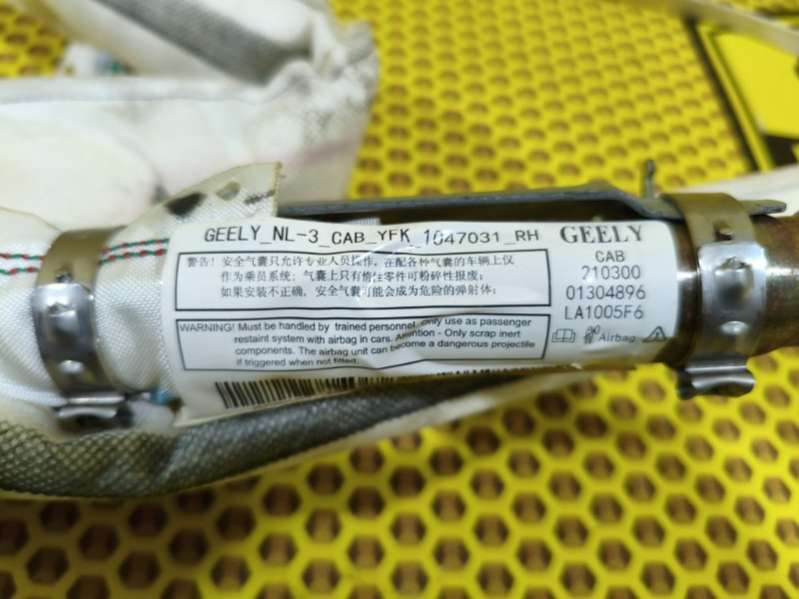 GEELY_NL-3_CAB_YFK_1047031_RH
GEELY
CAB
210300
01304896
LA1005F6
Airbag
警告! 安全气囊只允许专业人员操作, 在配各种气囊的车辆上仅
作为乘员系统; 气囊上只有惰性零件可粉碎性报废;
如果安装不正确, 安全气囊可能会成为危险的弹射体;
WARNING! Must be handled by trained personnel. Only use as passenger
restaint system with airbag in cars. Attention - Only scrap inert
components. The airbag unit can become a dangerous projectile
if triggered when not fitted.